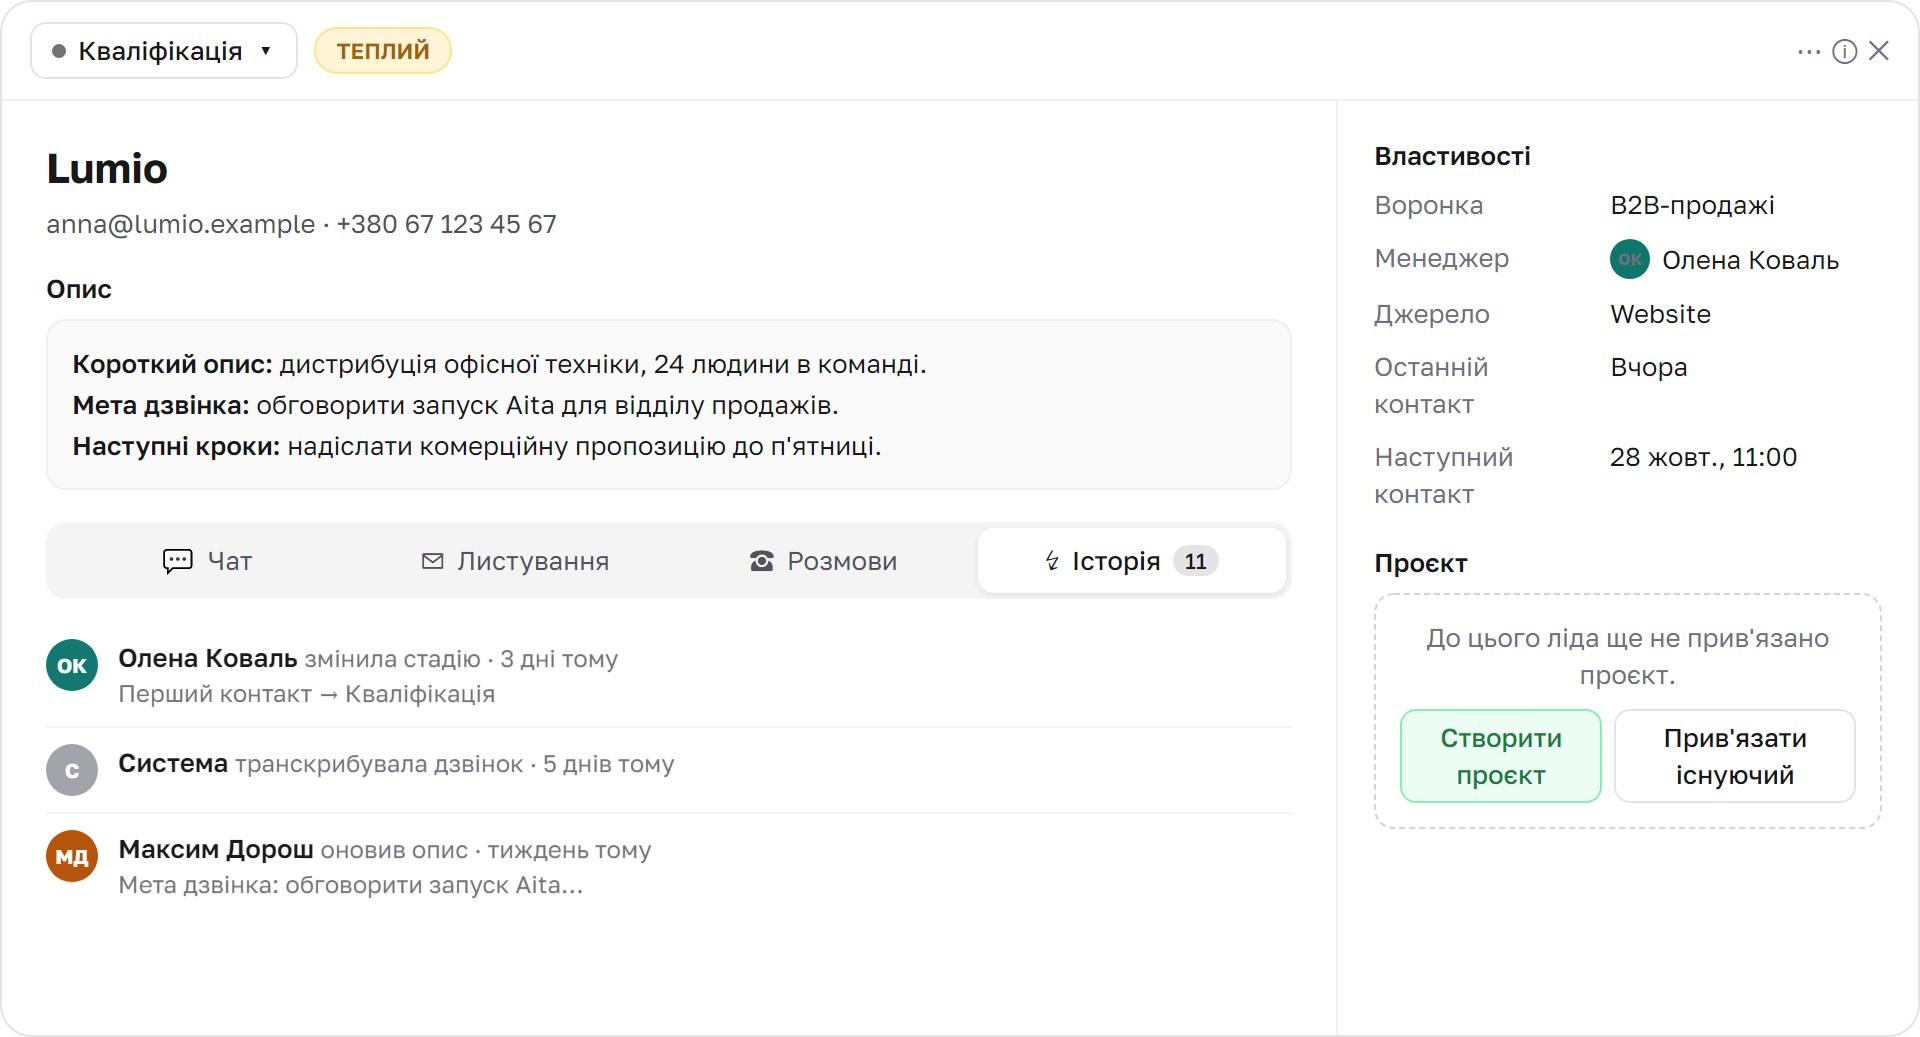 Кваліфікація ▾
ТЕПЛИЙ
Lumio
anna@lumio.example · +380 67 123 45 67
Опис
Короткий опис: дистрибуція офісної техніки, 24 людини в команді.
Мета дзвінка: обговорити запуск Aita для відділу продажів.
Наступні кроки: надіслати комерційну пропозицію до п'ятниці.
Чат
Листування
Розмови
Історія 11
ОК
Олена Коваль змінила стадію · 3 дні тому
Перший контакт → Кваліфікація
С
Система транскрибувала дзвінок · 5 днів тому
МД
Максим Дорош оновив опис · тиждень тому
Мета дзвінка: обговорити запуск Aita...
Властивості
Воронка B2B-продажі
Менеджер ОК Олена Коваль
Джерело Website
Останній контакт Вчора
Наступний контакт 28 жовт., 11:00
Проєкт
До цього ліда ще не прив'язано
проєкт.
Створити
проєкт
Прив'язати
існуючий